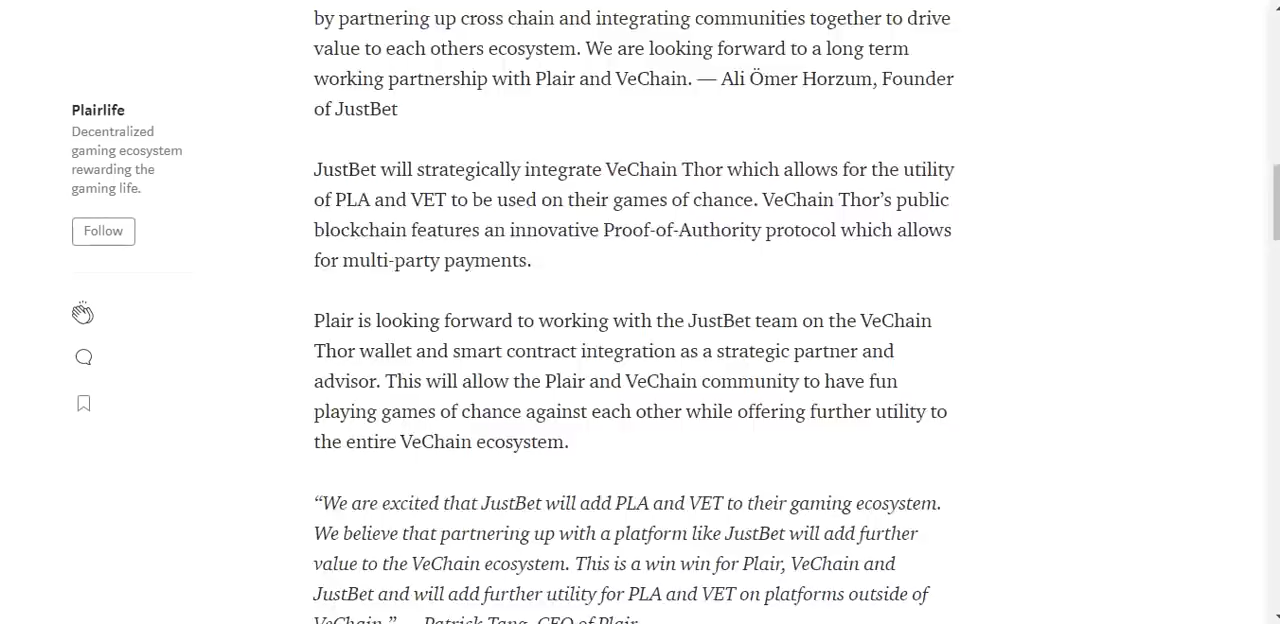 by partnering up cross chain and integrating communities together to drive
value to each others ecosystem. We are looking forward to a long term
working partnership with Plair and VeChain. — Ali Ömer Horzum, Founder
of JustBet
Plairlife
Decentralized
gaming ecosystem
rewarding the
gaming life.
Follow
JustBet will strategically integrate VeChain Thor which allows for the utility
of PLA and VET to be used on their games of chance. VeChain Thor’s public
blockchain features an innovative Proof-of-Authority protocol which allows
for multi-party payments.
Plair is looking forward to working with the JustBet team on the VeChain
Thor wallet and smart contract integration as a strategic partner and
advisor. This will allow the Plair and VeChain community to have fun
playing games of chance against each other while offering further utility to
the entire VeChain ecosystem.
“We are excited that JustBet will add PLA and VET to their gaming ecosystem.
We believe that partnering up with a platform like JustBet will add further
value to the VeChain ecosystem. This is a win win for Plair, VeChain and
JustBet and will add further utility for PLA and VET on platforms outside of
VeChain.” — Patrick Tang, CEO of Plair